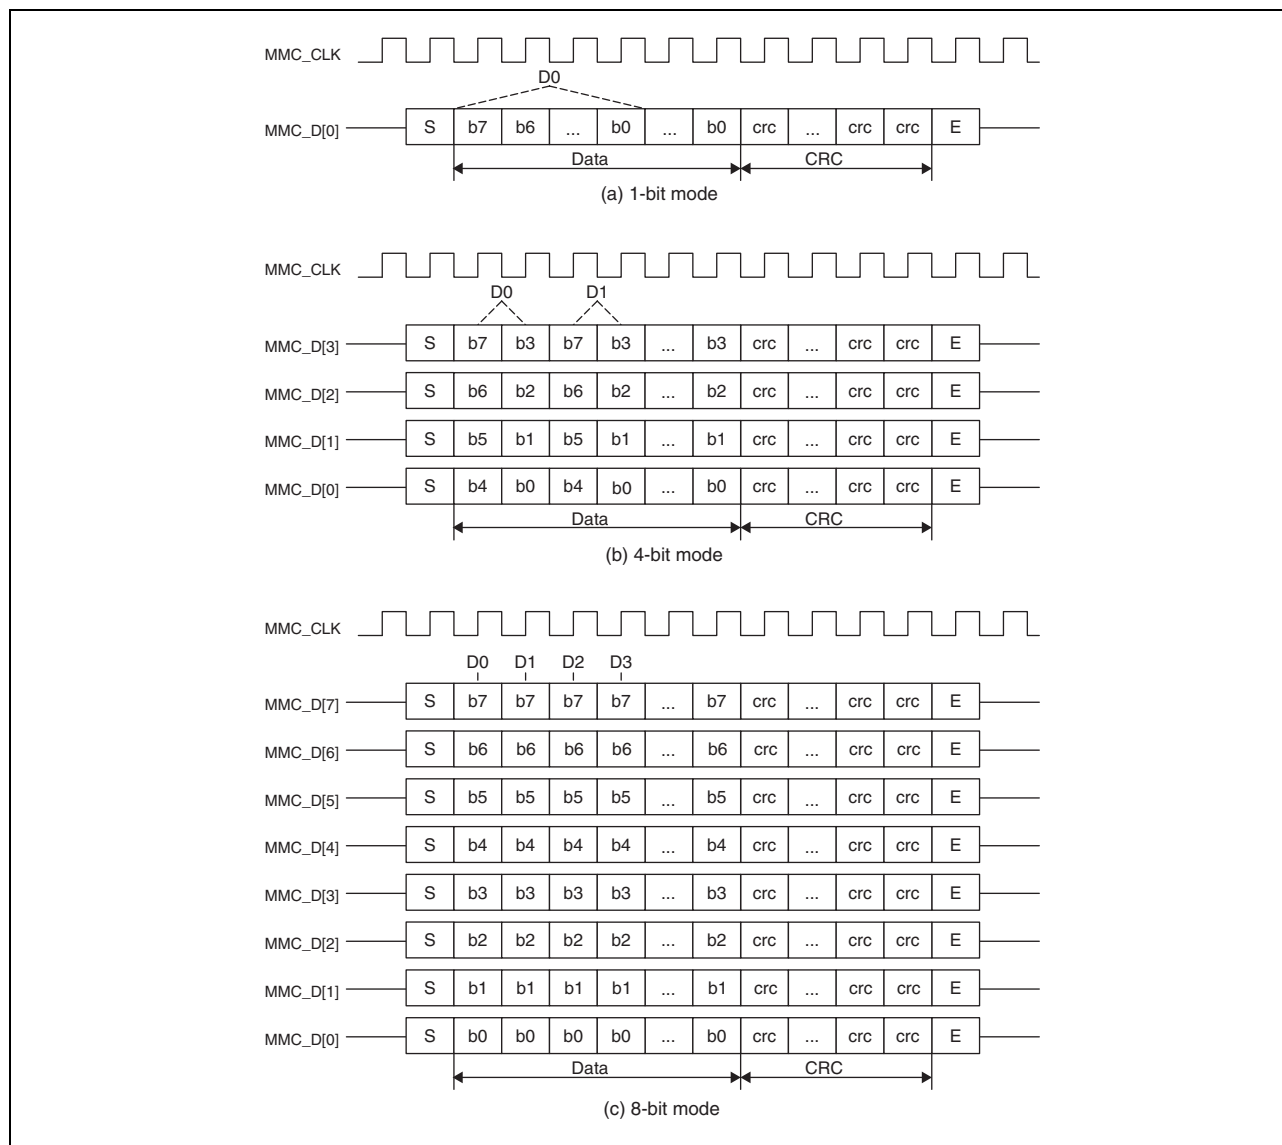 MMC_CLK
D0
MMC_D[0] S b7 b6 ... b0 ... b0 crc ... crc crc E
Data CRC
(a) 1-bit mode
MMC_CLK
D0 D1
MMC_D[3] S b7 b3 b7 b3 ... b3 crc ... crc crc E
MMC_D[2] S b6 b2 b6 b2 ... b2 crc ... crc crc E
MMC_D[1] S b5 b1 b5 b1 ... b1 crc ... crc crc E
MMC_D[0] S b4 b0 b4 b0 ... b0 crc ... crc crc E
Data CRC
(b) 4-bit mode
MMC_CLK
D0 D1 D2 D3
MMC_D[7] S b7 b7 b7 b7 ... b7 crc ... crc crc E
MMC_D[6] S b6 b6 b6 b6 ... b6 crc ... crc crc E
MMC_D[5] S b5 b5 b5 b5 ... b5 crc ... crc crc E
MMC_D[4] S b4 b4 b4 b4 ... b4 crc ... crc crc E
MMC_D[3] S b3 b3 b3 b3 ... b3 crc ... crc crc E
MMC_D[2] S b2 b2 b2 b2 ... b2 crc ... crc crc E
MMC_D[1] S b1 b1 b1 b1 ... b1 crc ... crc crc E
MMC_D[0] S b0 b0 b0 b0 ... b0 crc ... crc crc E
Data CRC
(c) 8-bit mode